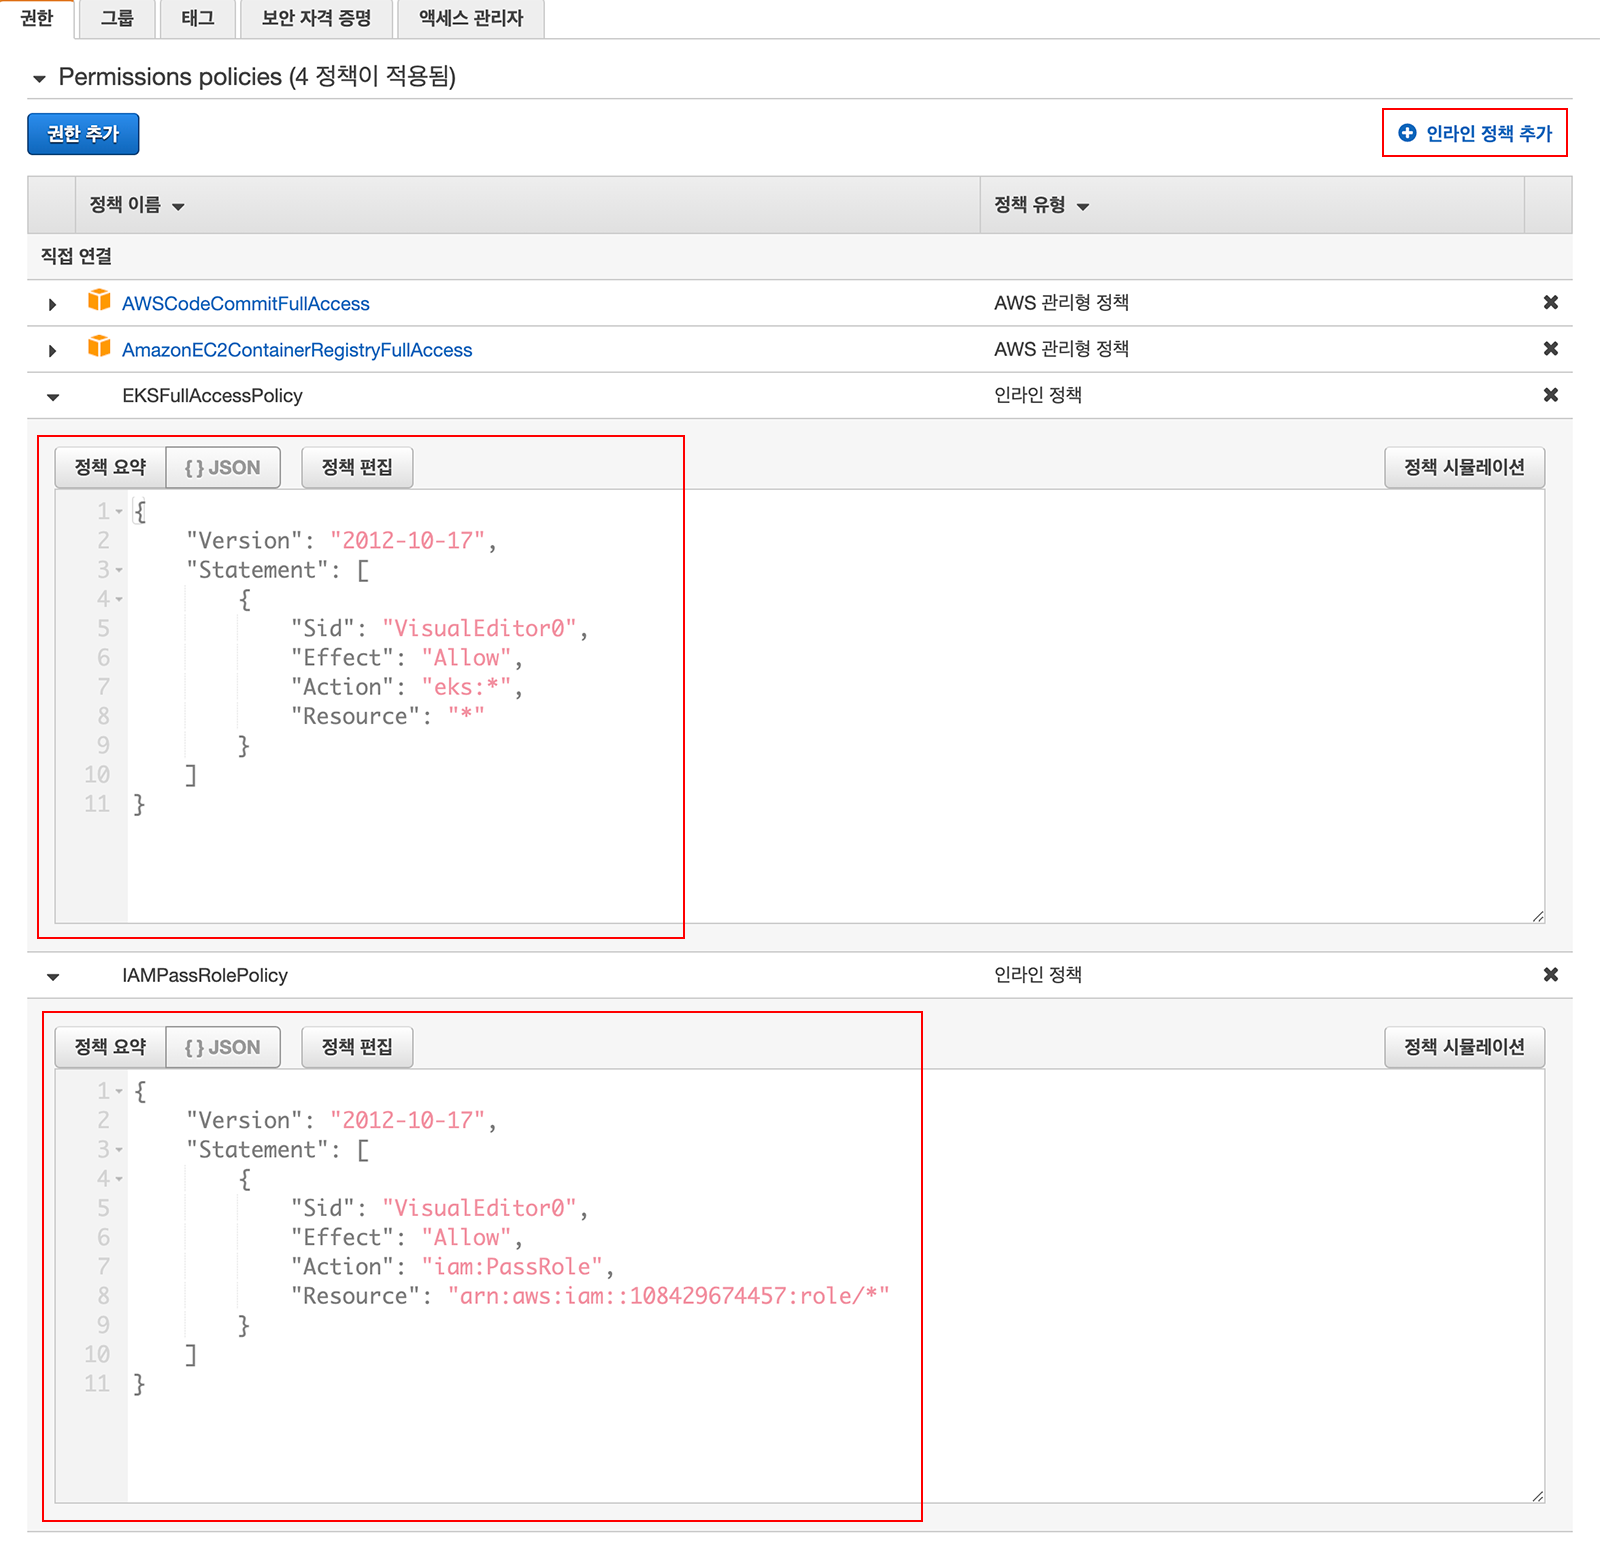 권한 그룹 태그 보안 자격 증명 액세스 관리자
Permissions policies (4 정책이 적용됨)
권한 추가 인라인 정책 추가
정책 이름 정책 유형
직접 연결
AWSCodeCommitFullAccess AWS 관리형 정책
AmazonEC2ContainerRegistryFullAccess AWS 관리형 정책
EKSFullAccessPolicy 인라인 정책
정책 요약 {} JSON 정책 편집 정책 시뮬레이션
1 {
2 "Version": "2012-10-17",
3 "Statement": [
4 {
5 "Sid": "VisualEditor0",
6 "Effect": "Allow",
7 "Action": "eks:*",
8 "Resource": "*"
9 }
10 ]
11 }
IAMPassRolePolicy 인라인 정책
정책 요약 {} JSON 정책 편집 정책 시뮬레이션
1 {
2 "Version": "2012-10-17",
3 "Statement": [
4 {
5 "Sid": "VisualEditor0",
6 "Effect": "Allow",
7 "Action": "iam:PassRole",
8 "Resource": "arn:aws:iam::108429674457:role/*"
9 }
10 ]
11 }